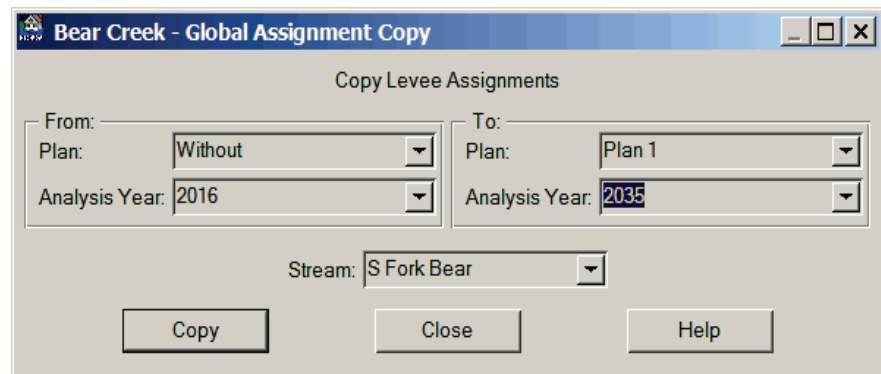 Bear Creek - Global Assignment Copy
Copy Levee Assignments
From:
Plan: Without
Analysis Year: 2016
To:
Plan: Plan 1
Analysis Year: 2035
Stream: S Fork Bear
Copy Close Help